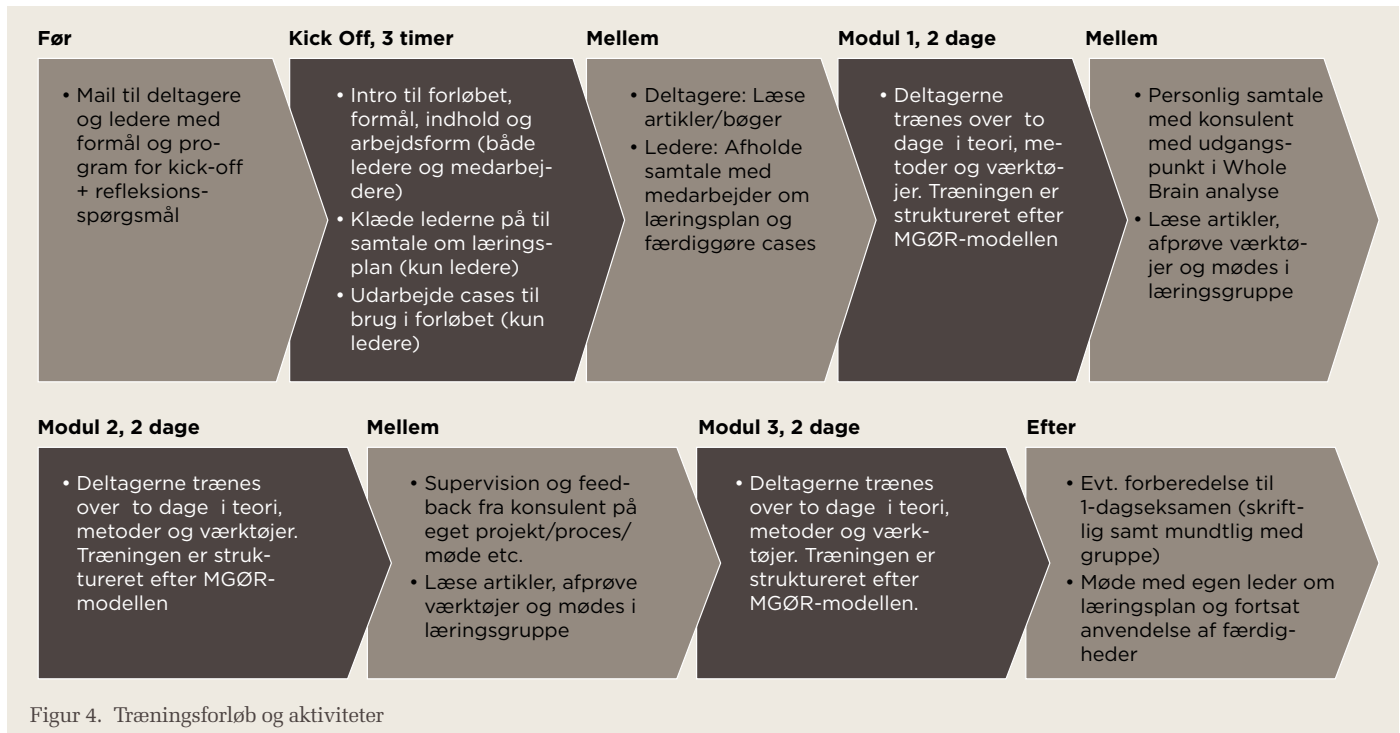 Før
• Mail til deltagere
og ledere med
formål og pro-
gram for kick-off
+ refleksions-
spørgsmål
Kick Off, 3 timer
• Intro til forløbet,
formål, indhold og
arbejdsform (både
ledere og medarbej-
dere)
• Klæde lederne på til
samtale om lærings-
plan (kun ledere)
• Udarbejde cases til
brug i forløbet (kun
ledere)
Mellem
• Deltagere: Læse
artikler/bøger
• Ledere: Afholde
samtale med
medarbejder om
læringsplan og
færdiggøre cases
Modul 1, 2 dage
• Deltagerne
trænes over to
dage i teori, me-
toder og værktø-
jer. Træningen er
struktureret efter
MGØR-modellen
Mellem
• Personlig samtale
med konsulent
med udgangs-
punkt i Whole
Brain analyse
• Læse artikler,
afprøve værktø-
jer og mødes i
læringsgruppe
Modul 2, 2 dage
• Deltagerne trænes
over to dage i teori,
metoder og værktøjer.
Træningen er struk-
tureret efter MGØR-
modellen
Mellem
• Supervision og feed-
back fra konsulent på
eget projekt/proces/
møde etc.
• Læse artikler, afprøve
værktøjer og mødes i
læringsgruppe
Modul 3, 2 dage
• Deltagerne trænes
over to dage i teori,
metoder og værk-
tøjer. Træningen er
struktureret efter
MGØR-modellen.
Efter
• Evt. forberedelse til
1-dagseksamen (skrift-
lig samt mundtlig med
gruppe)
• Møde med egen leder om
læringsplan og fortsat
anvendelse af færdig-
heder
Figur 4. Træningsforløb og aktiviteter